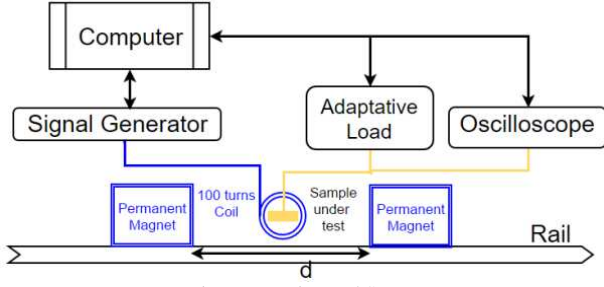 Computer
Signal Generator
Adaptative
Load
Oscilloscope
Permanent
Magnet
100 turns
Coil
Sample
under
test
Permanent
Magnet
Rail
d